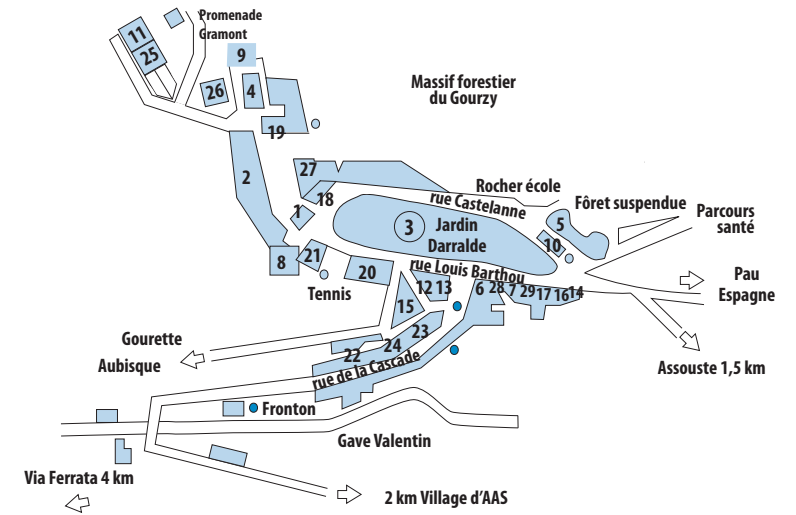 Promenade
Gramont
11
25
9
26
4
19
Massif forestier
du Gourzy
2
27
18
1
Rocher école
rue Castelanne
3
Jardin
Darralde
Fôret suspendue
5
10
Parcours
santé
8
21
20
Tennis
rue Louis Barthou
12 13 6 28 7 29 17 16 14
Pau
Espagne
15
23
24
22
Gourette
Aubisque
rue de la Cascade
Assouste 1,5 km
Fronton
Gave Valentin
Via Ferrata 4 km
2 km Village d'AAS